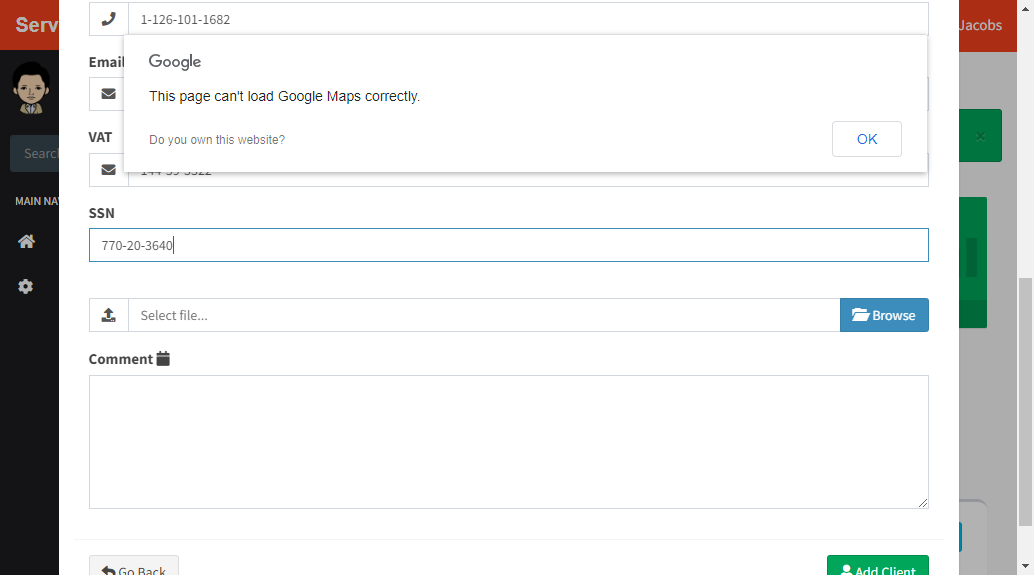 Serv
Jacobs
1-126-101-1682
Google
This page can't load Google Maps correctly.
Do you own this website?
OK
Email
VAT
144-59-3522
Search
MAIN NA
SSN
770-20-3640
Select file...
Browse
Comment
Go Back
Add Client